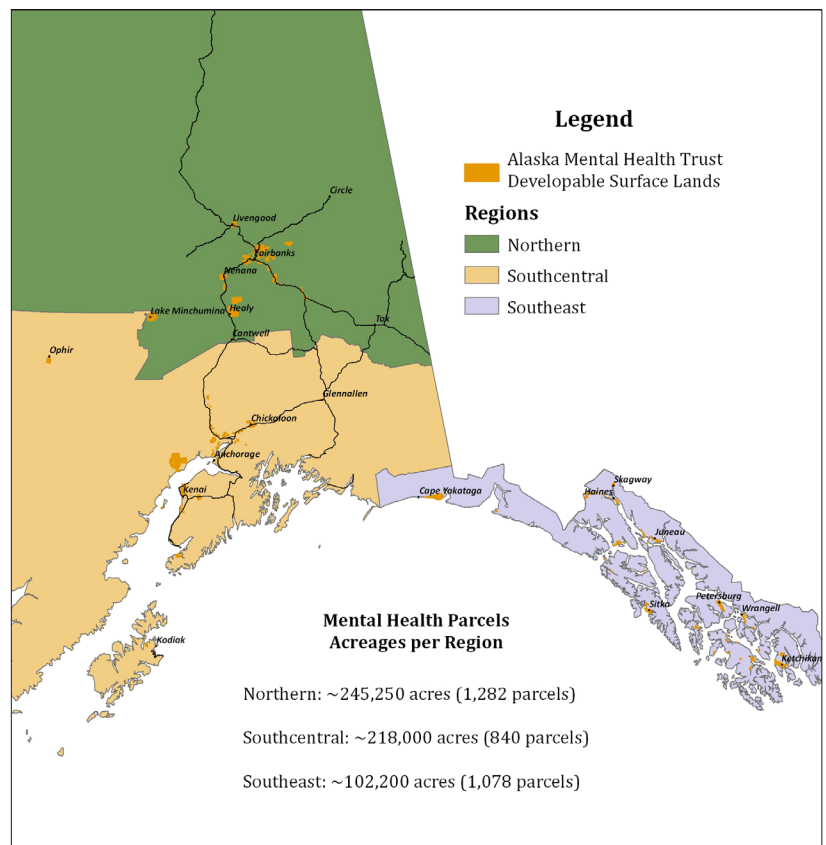 Legend
Alaska Mental Health Trust
Developable Surface Lands
Regions
Northern
Southcentral
Southeast
Circle
Livengood
Fairbanks
Nenana
Lake Minchumina
Healy
Tok
Cantwell
Ophir
Glennallen
Chickaloon
Anchorage
Kenai
Kodiak
Cape Yakataga
Skagway
Haines
Juneau
Sitka
Petersburg
Wrangell
Ketchikan
Mental Health Parcels
Acreages per Region
Northern: ~245,250 acres (1,282 parcels)
Southcentral: ~218,000 acres (840 parcels)
Southeast: ~102,200 acres (1,078 parcels)